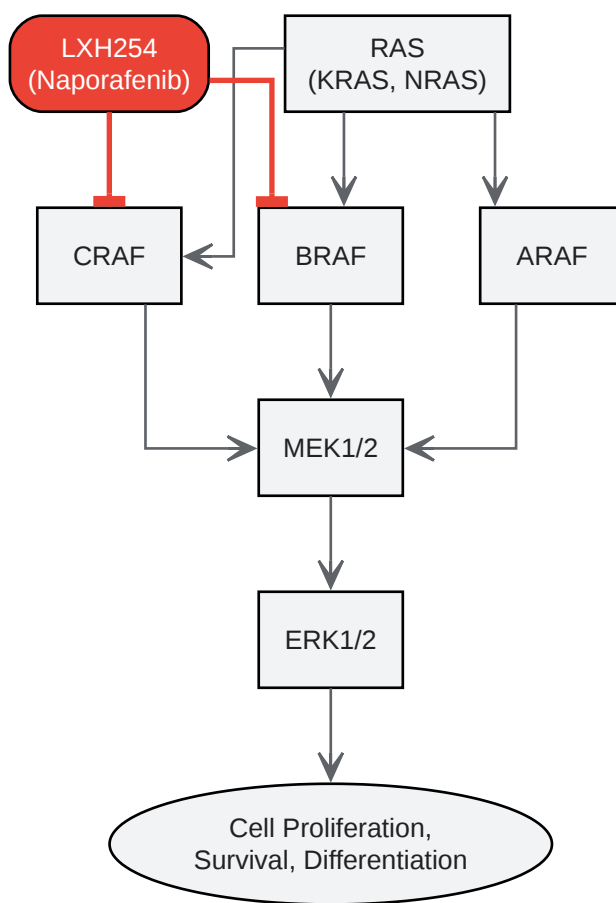 LXH254
(Naporafenib)
RAS
(KRAS, NRAS)
CRAF
BRAF
ARAF
MEK1/2
ERK1/2
Cell Proliferation,
Survival, Differentiation